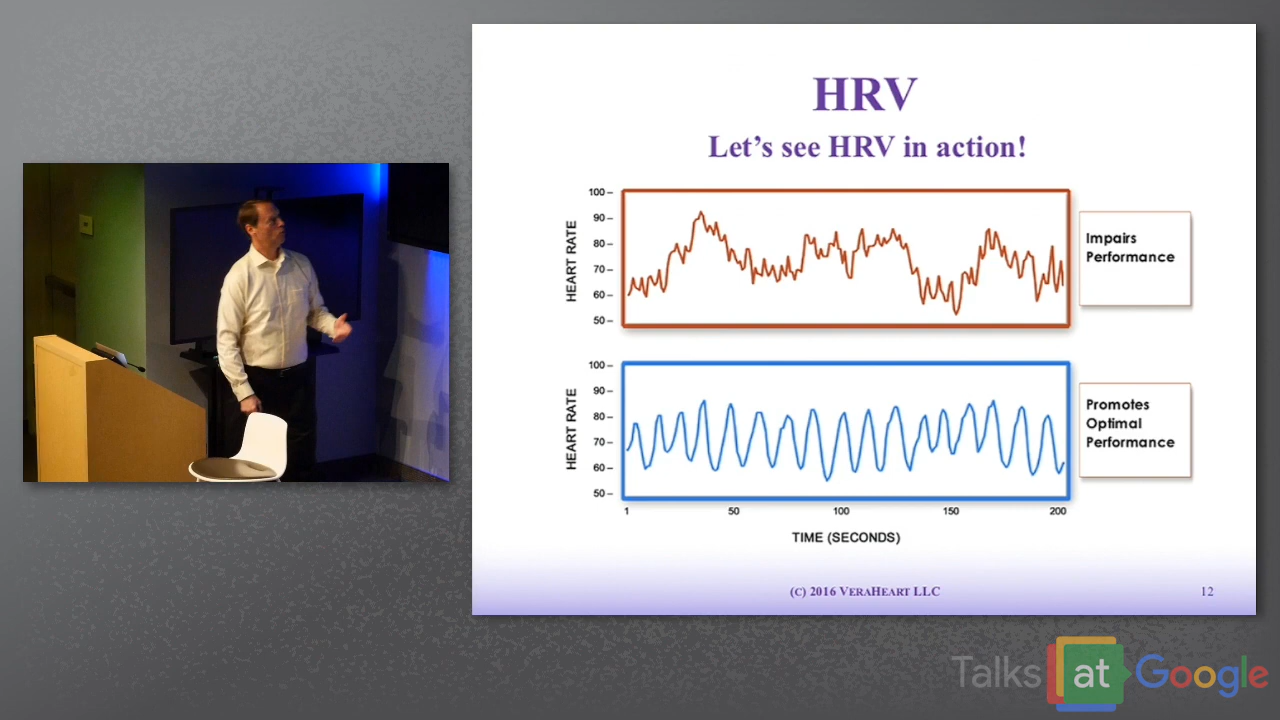 HRV
Let's see HRV in action!
100
90
80
70
60
50
HEART RATE
Impairs
Performance
100
90
80
70
60
50
HEART RATE
Promotes
Optimal
Performance
1 50 100 150 200
TIME (SECONDS)
(C) 2016 VERAHEART LLC
12
Talks at Google